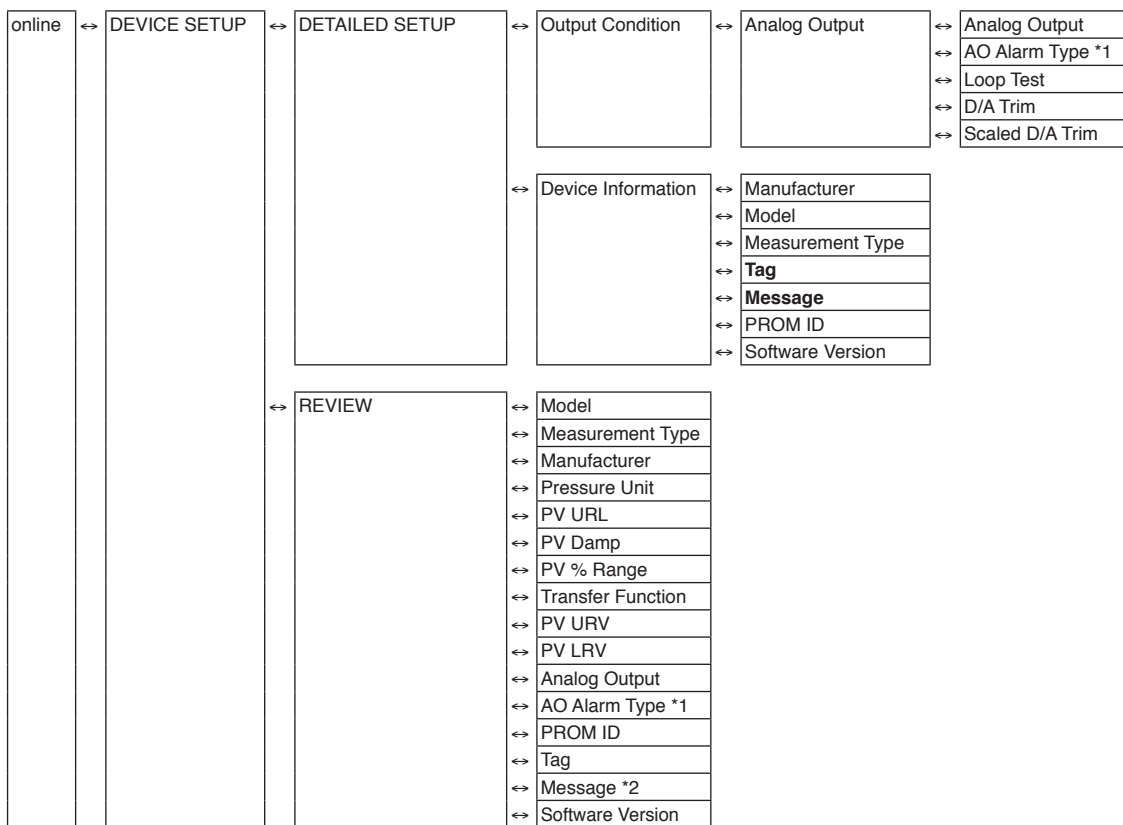 online ↔ DEVICE SETUP ↔ DETAILED SETUP ↔ Output Condition ↔ Analog Output ↔ Analog Output
↔ AO Alarm Type *1
↔ Loop Test
↔ D/A Trim
↔ Scaled D/A Trim
↔ Device Information ↔ Manufacturer
↔ Model
↔ Measurement Type
↔ Tag
↔ Message
↔ PROM ID
↔ Software Version
↔ REVIEW ↔ Model
↔ Measurement Type
↔ Manufacturer
↔ Pressure Unit
↔ PV URL
↔ PV Damp
↔ PV % Range
↔ Transfer Function
↔ PV URV
↔ PV LRV
↔ Analog Output
↔ AO Alarm Type *1
↔ PROM ID
↔ Tag
↔ Message *2
↔ Software Version